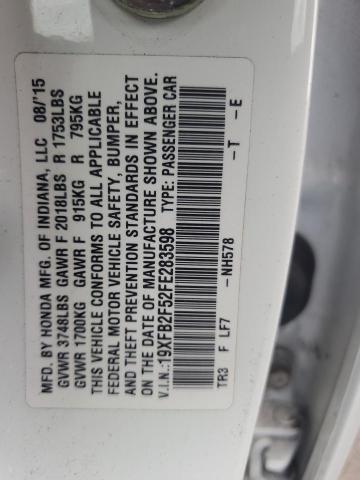 MFD. BY HONDA MFG. OF INDIANA, LLC 08/'15
GVWR 3748LBS GAWR F 2018LBS R 1753LBS
GVWR 1700KG GAWR F 915KG R 795KG
THIS VEHICLE CONFORMS TO ALL APPLICABLE
FEDERAL MOTOR VEHICLE SAFETY, BUMPER,
AND THEFT PREVENTION STANDARDS IN EFFECT
ON THE DATE OF MANUFACTURE SHOWN ABOVE.
V.I.N.:19XFB2F52FE283598 TYPE: PASSENGER CAR
TR3 F LF7 -NH578 -T -E